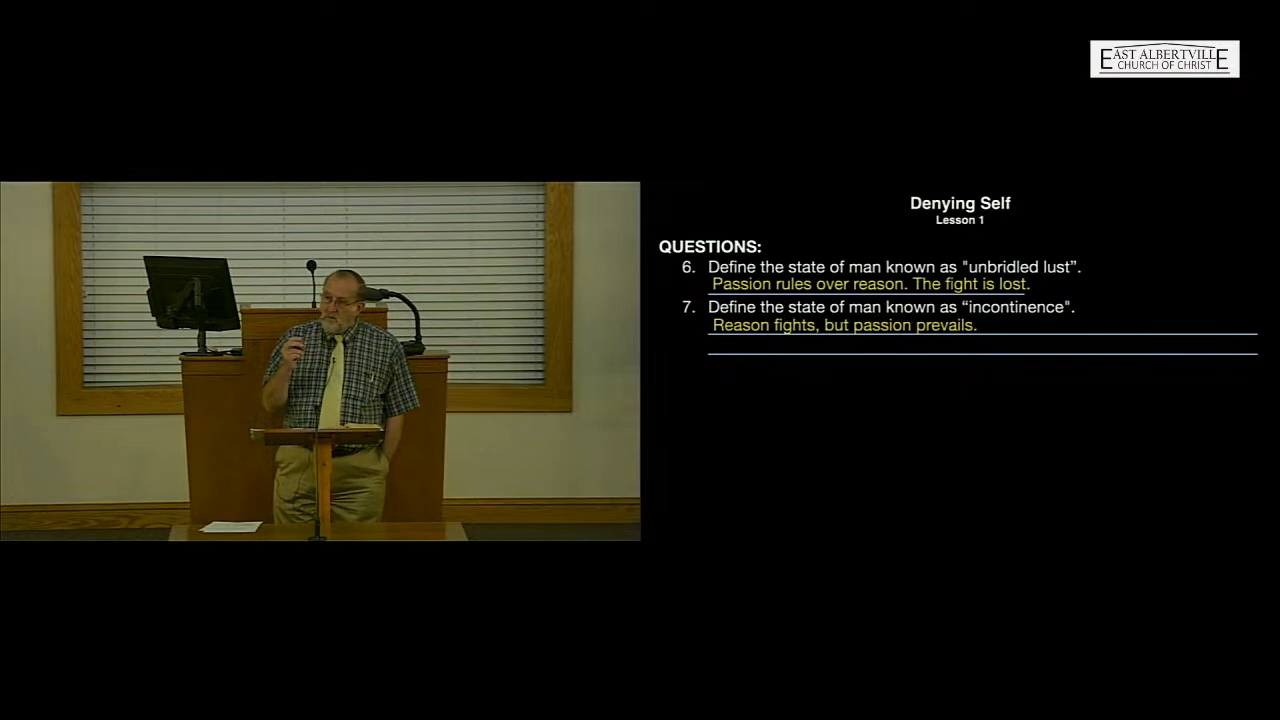 EAST ALBERTVILLE
CHURCH OF CHRIST
Denying Self
Lesson 1
QUESTIONS:
6. Define the state of man known as "unbridled lust”.
Passion rules over reason. The fight is lost.
7. Define the state of man known as “incontinence".
Reason fights, but passion prevails.